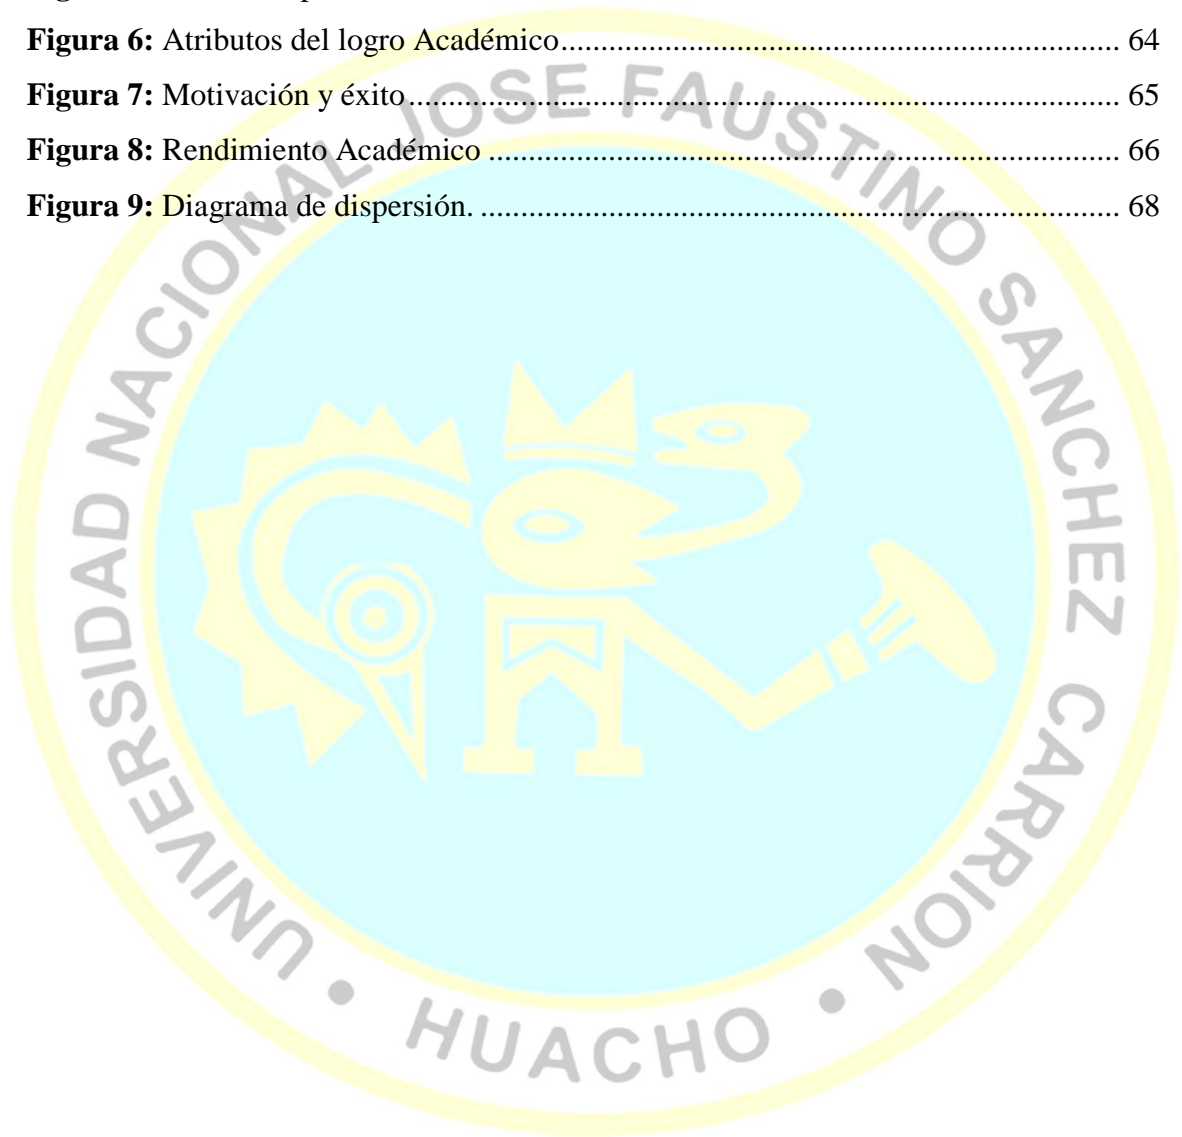 Figura 6: Atributos del logro Académico........................................................................ 64
Figura 7: Motivación y éxito........................................................................................... 65
Figura 8: Rendimiento Académico ................................................................................. 66
Figura 9: Diagrama de dispersión. .................................................................................. 68
UNIVERSIDAD NACIONAL JOSE FAUSTINO SANCHEZ CARRION
• HUACHO •